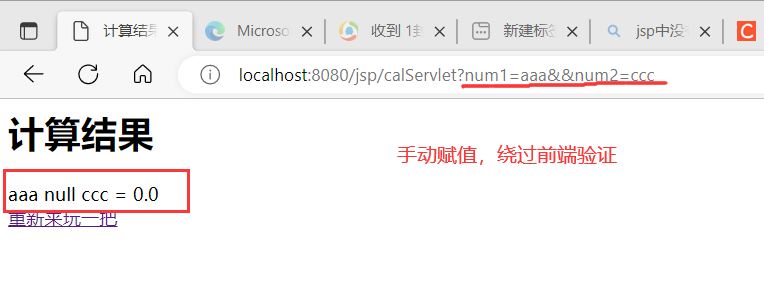 计算结果
Microso
收到 1封
新建标签
jsp中没
C
localhost:8080/jsp/calServlet?num1=aaa&&num2=ccc
计算结果
手动赋值，绕过前端验证
aaa null ccc = 0.0
重新来玩一把